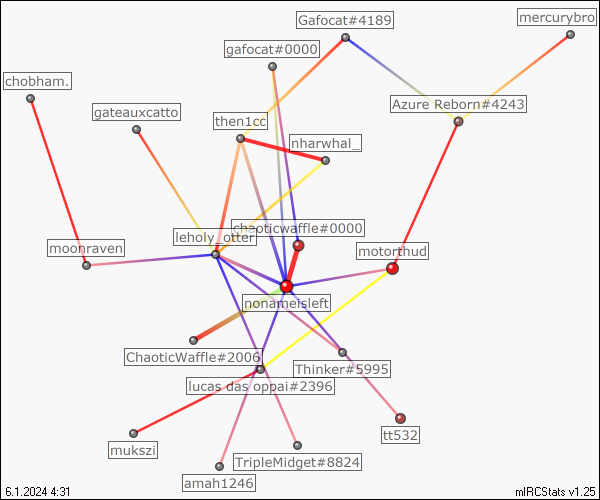 mercurybro
Gafocat#4189
gafocat#0000
chobham.
Azure Reborn#4243
gateauxcatto
then1cc
nharwhal_
chaoticwaffle#0000
leholy_otter
moonraven
motorthud
nonameisleft
ChaoticWaffle#2006
Thinker#5995
lucas das oppai#2396
tt532
mukszi
TripleMidget#8824
amah1246
6.1.2024 4:31
mIRCStats v1.25